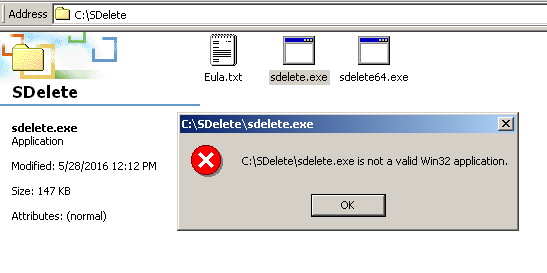 Address C:\SDelete
Eula.txt sdelete.exe sdelete64.exe
SDelete
sdelete.exe
Application
Modified: 5/28/2016 12:12 PM
Size: 147 KB
Attributes: (normal)
C:\SDelete\sdelete.exe
C:\SDelete\sdelete.exe is not a valid Win32 application.
OK